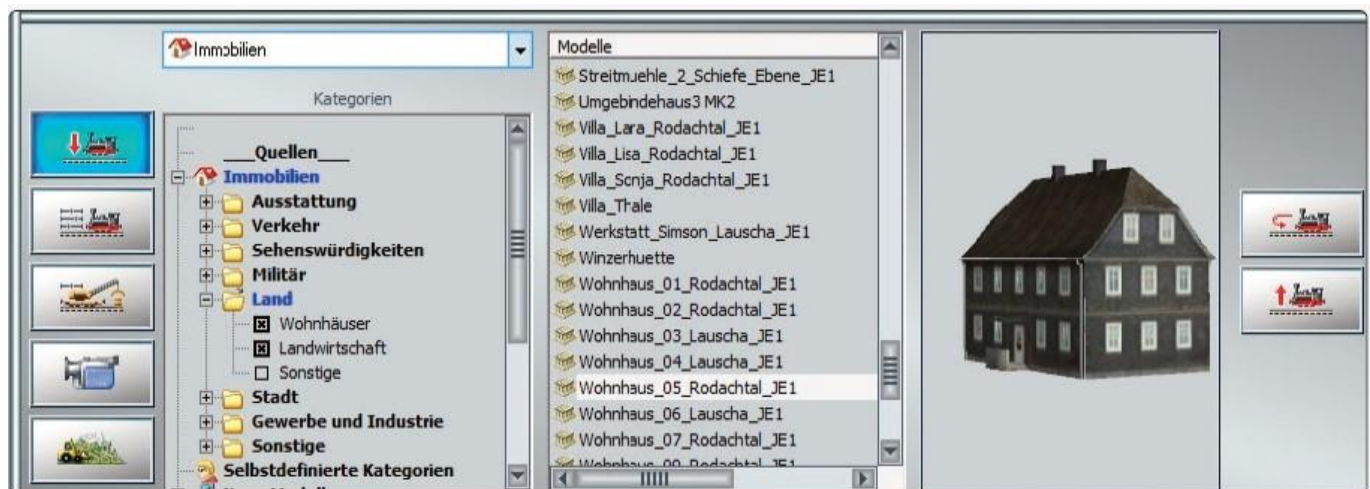 Immobilien
Kategorien
___Quellen___
Immobilien
Ausstattung
Verkehr
Sehenswürdigkeiten
Militär
Land
Wohnhäuser
Landwirtschaft
Sonstige
Stadt
Gewerbe und Industrie
Sonstige
Selbstdefinierte Kategorien
Modelle
Streitmuehle_2_Schiefe_Ebene_JE1
Umgebindehaus3 MK2
Villa_Lara_Rodachtal_JE1
Villa_Lisa_Rodachtal_JE1
Villa_Sonja_Rodachtal_JE1
Villa_Thale
Werkstatt_Simson_Lauscha_JE1
Winzerhuette
Wohnhaus_01_Rodachtal_JE1
Wohnhaus_02_Rodachtal_JE1
Wohnhaus_03_Lauscha_JE1
Wohnhaus_04_Lauscha_JE1
Wohnhaus_05_Rodachtal_JE1
Wohnhaus_06_Lauscha_JE1
Wohnhaus_07_Rodachtal_JE1